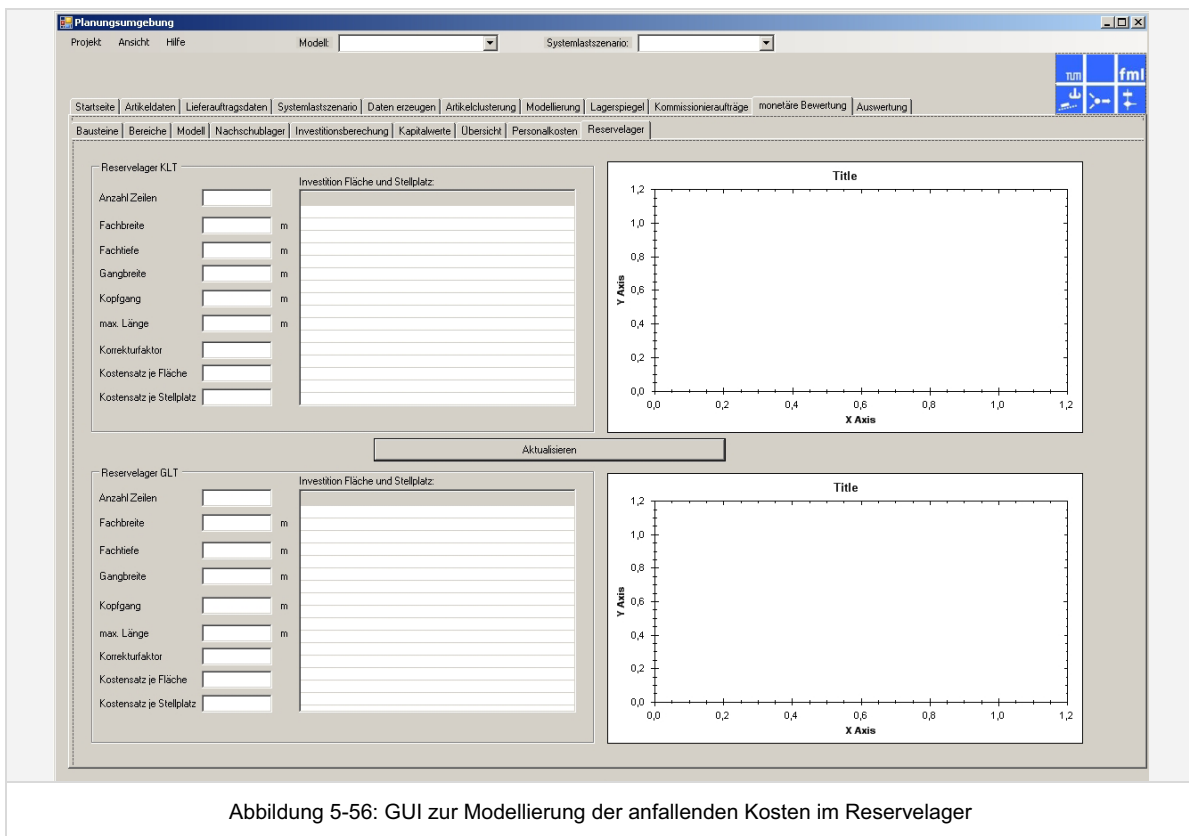 Planungsumgebung
Projekt Ansicht Hilfe Modell: Systemlastszenario:
TUM fml
Startseite Artikeldaten Lieferauftragsdaten Systemlastszenario Daten erzeugen Artikelclusterung Modellierung Lagerspiegel Kommissionieraufträge monetäre Bewertung Auswertung
Bausteine Bereiche Modell Nachschublager Investitionsberechung Kapitalwerte Übersicht Personalkosten Reservelager
Reservelager KLT
Investition Fläche und Stellplatz:
Anzahl Zeilen
Fachbreite m
Fachtiefe m
Gangbreite m
Kopfgang m
max. Länge m
Korrekturfaktor
Kostensatz je Fläche
Kostensatz je Stellplatz
Title
Y Axis
1,2
1,0
0,8
0,6
0,4
0,2
0,0
0,0 0,2 0,4 0,6 0,8 1,0 1,2
X Axis
Aktualisieren
Reservelager GLT
Investition Fläche und Stellplatz:
Anzahl Zeilen
Fachbreite m
Fachtiefe m
Gangbreite m
Kopfgang m
max. Länge m
Korrekturfaktor
Kostensatz je Fläche
Kostensatz je Stellplatz
Title
Y Axis
1,2
1,0
0,8
0,6
0,4
0,2
0,0
0,0 0,2 0,4 0,6 0,8 1,0 1,2
X Axis
Abbildung 5-56: GUI zur Modellierung der anfallenden Kosten im Reservelager